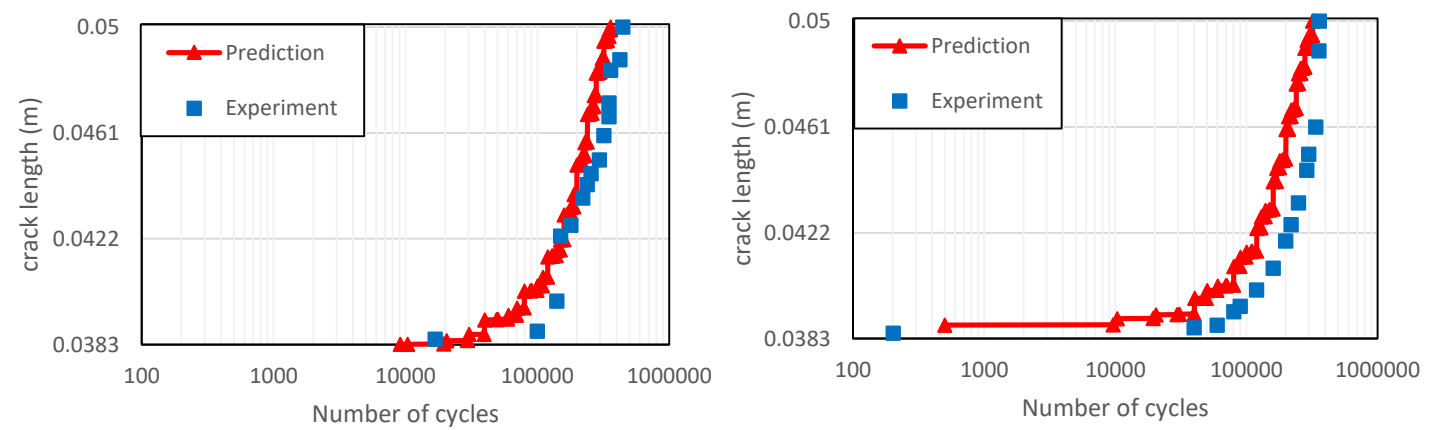 0.05
0.0461
0.0422
0.0383
crack length (m)
Prediction
Experiment
100
1000
10000
100000
1000000
Number of cycles
0.05
0.0461
0.0422
0.0383
crack length (m)
Prediction
Experiment
100
1000
10000
100000
1000000
Number of cycles